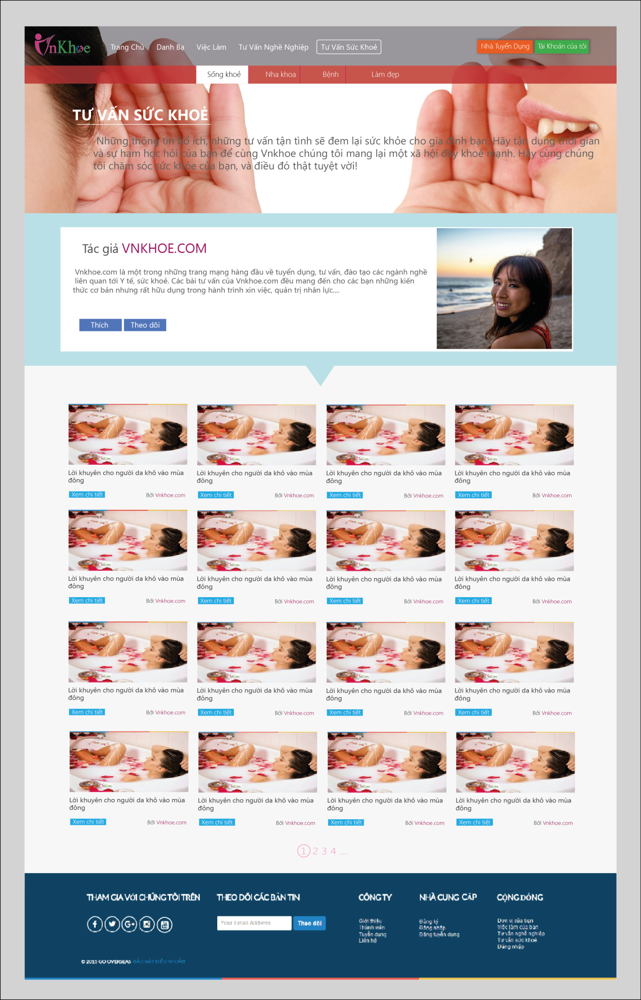 VnKhoe
Trang Chủ Danh Bạ Việc Làm Tư Vấn Nghề Nghiệp Tư Vấn Sức Khoẻ Nhà Tuyển Dụng Tài Khoản của tôi
Sống khoẻ Nha khoa Bệnh Làm đẹp
TƯ VẤN SỨC KHOẺ
Những thông tin bổ ích, những tư vấn tận tình sẽ đem lại sức khỏe cho gia đình bạn. Hãy tận dụng thời gian
và sự ham học hỏi của bạn để cùng Vnkhoe chúng tôi mang lại một xã hội đầy khoẻ mạnh. Hãy cùng chúng
tôi chăm sóc sức khỏe của bạn, và điều đó thật tuyệt vời!
Tác giả VNKHOE.COM
Vnkhoe.com là một trong những trang mạng hàng đầu về tuyển dụng, tư vấn, đào tạo các ngành nghề
liên quan tới Y tế, sức khoẻ. Các bài tư vấn của Vnkhoe.com đều mang đến cho các bạn những kiến
thức cơ bản nhưng rất hữu dụng trong hành trình xin việc, quản trị nhân lực....
Thích Theo dõi
Lời khuyên cho người da khô vào mùa
đông
Xem chi tiết Bởi Vnkhoe.com
Lời khuyên cho người da khô vào mùa
đông
Xem chi tiết Bởi Vnkhoe.com
Lời khuyên cho người da khô vào mùa
đông
Xem chi tiết Bởi Vnkhoe.com
Lời khuyên cho người da khô vào mùa
đông
Xem chi tiết Bởi Vnkhoe.com
Lời khuyên cho người da khô vào mùa
đông
Xem chi tiết Bởi Vnkhoe.com
Lời khuyên cho người da khô vào mùa
đông
Xem chi tiết Bởi Vnkhoe.com
Lời khuyên cho người da khô vào mùa
đông
Xem chi tiết Bởi Vnkhoe.com
Lời khuyên cho người da khô vào mùa
đông
Xem chi tiết Bởi Vnkhoe.com
Lời khuyên cho người da khô vào mùa
đông
Xem chi tiết Bởi Vnkhoe.com
Lời khuyên cho người da khô vào mùa
đông
Xem chi tiết Bởi Vnkhoe.com
Lời khuyên cho người da khô vào mùa
đông
Xem chi tiết Bởi Vnkhoe.com
Lời khuyên cho người da khô vào mùa
đông
Xem chi tiết Bởi Vnkhoe.com
Lời khuyên cho người da khô vào mùa
đông
Xem chi tiết Bởi Vnkhoe.com
Lời khuyên cho người da khô vào mùa
đông
Xem chi tiết Bởi Vnkhoe.com
Lời khuyên cho người da khô vào mùa
đông
Xem chi tiết Bởi Vnkhoe.com
Lời khuyên cho người da khô vào mùa
đông
Xem chi tiết Bởi Vnkhoe.com
1 2 3 4 ...
THAM GIA VỚI CHÚNG TÔI TRÊN
THEO DÕI CÁC BẢN TIN
Your Email Address Theo dõi
CÔNG TY
Giới thiệu
Thành viên
Tuyển dụng
Liên hệ
NHÀ CUNG CẤP
Đăng ký
Đăng nhập
Đăng tuyển dụng
CỘNG ĐỒNG
Đơn vị của bạn
Việc làm của bạn
Tư vấn nghề nghiệp
Tư vấn sức khoẻ
Đăng nhập
© 2015 GO OVERSEAS BẢO MẬT ĐIỀU KHOẢN